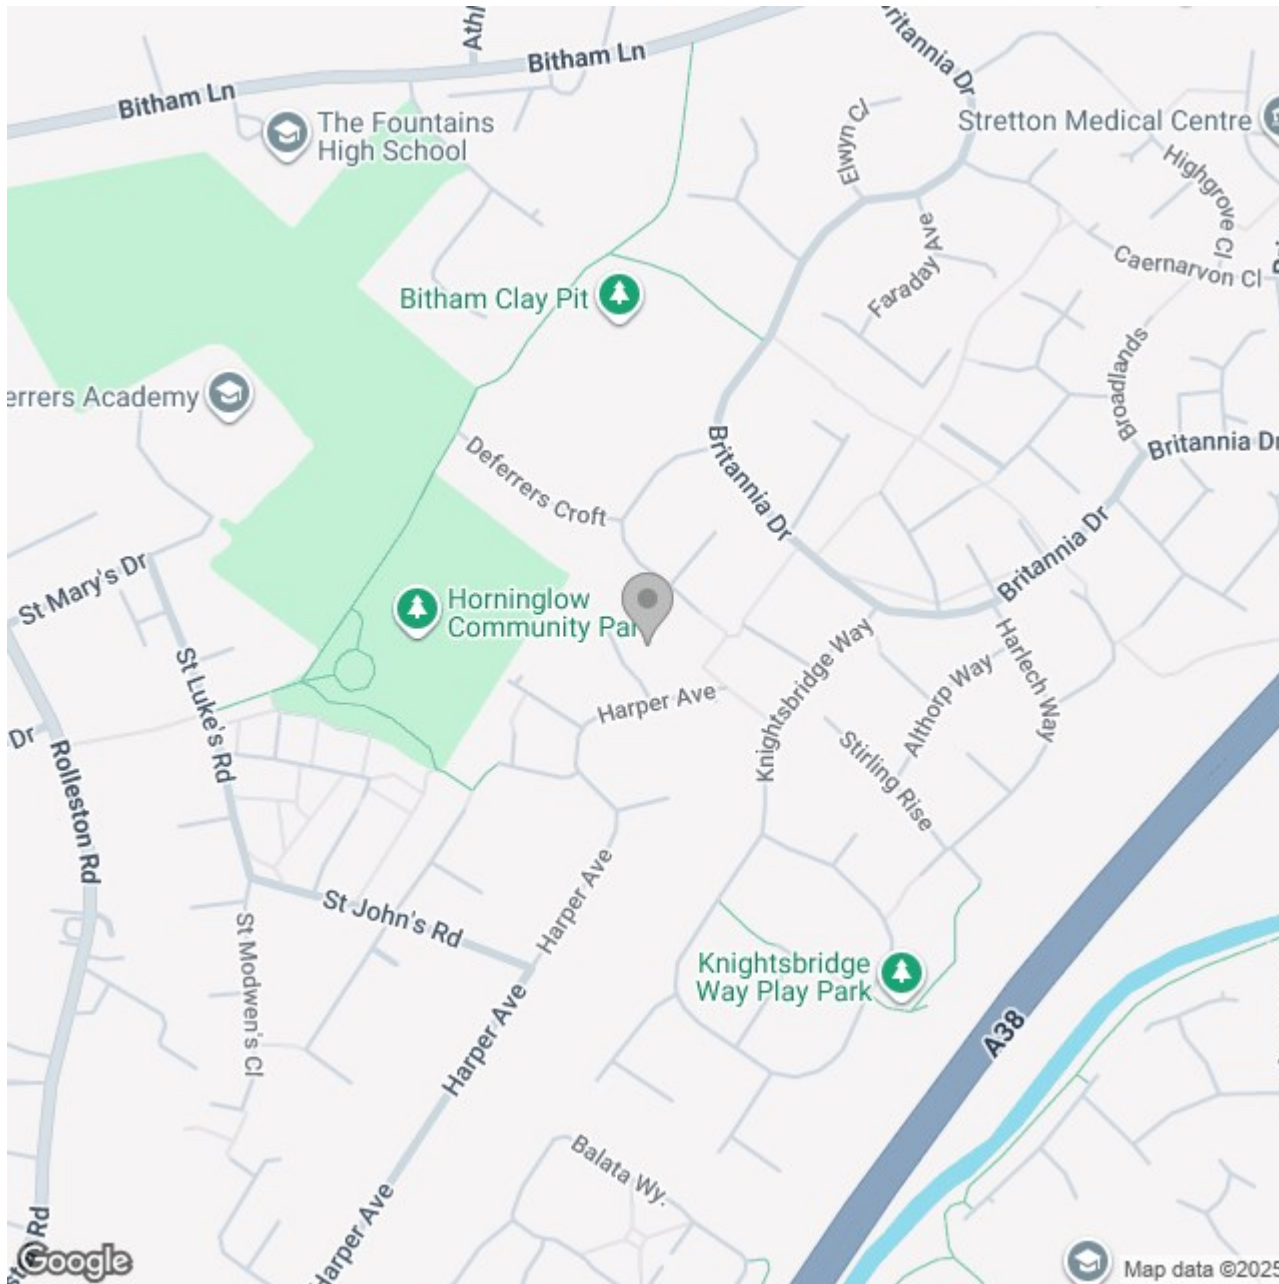 Athl
Bitham Ln
Bitham Ln
Britannia Dr
The Fountains
High School
Elwyn Cl
Stretton Medical Centre
Highgrove Cl
Faraday Ave
Caernarvon Cl
Bitham Clay Pit
errers Academy
Broadlands
Deferrers Croft
Britannia Dr
Britannia Dr
Britannia Dr
St Mary's Dr
Horninglow
Community Par
St Luke's Rd
Knightsbridge Way
Harlech Way
Althorp Way
Harper Ave
Dr
Stirling Rise
Rolleston Rd
St John's Rd
Harper Ave
St Modwen's Cl
Knightsbridge
Way Play Park
Harper Ave
A38
Balata Wy.
Harper Ave
ston Rd
Google
Map data ©2025